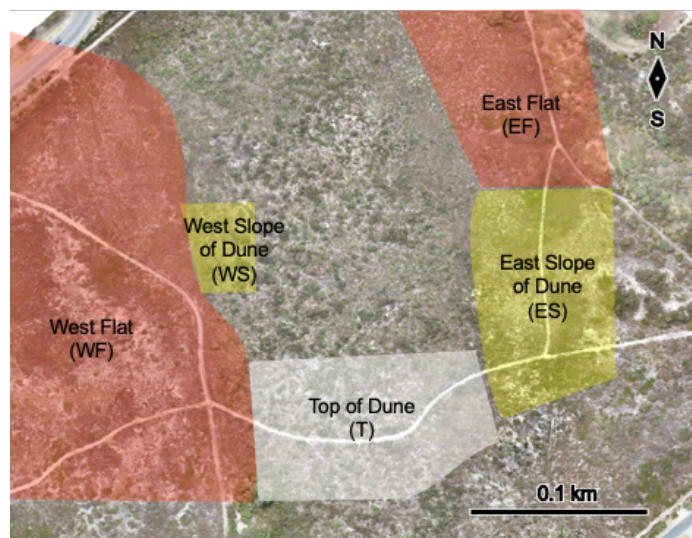 N
S
East Flat
(EF)
West Slope
of Dune
(WS)
East Slope
of Dune
(ES)
West Flat
(WF)
Top of Dune
(T)
0.1 km